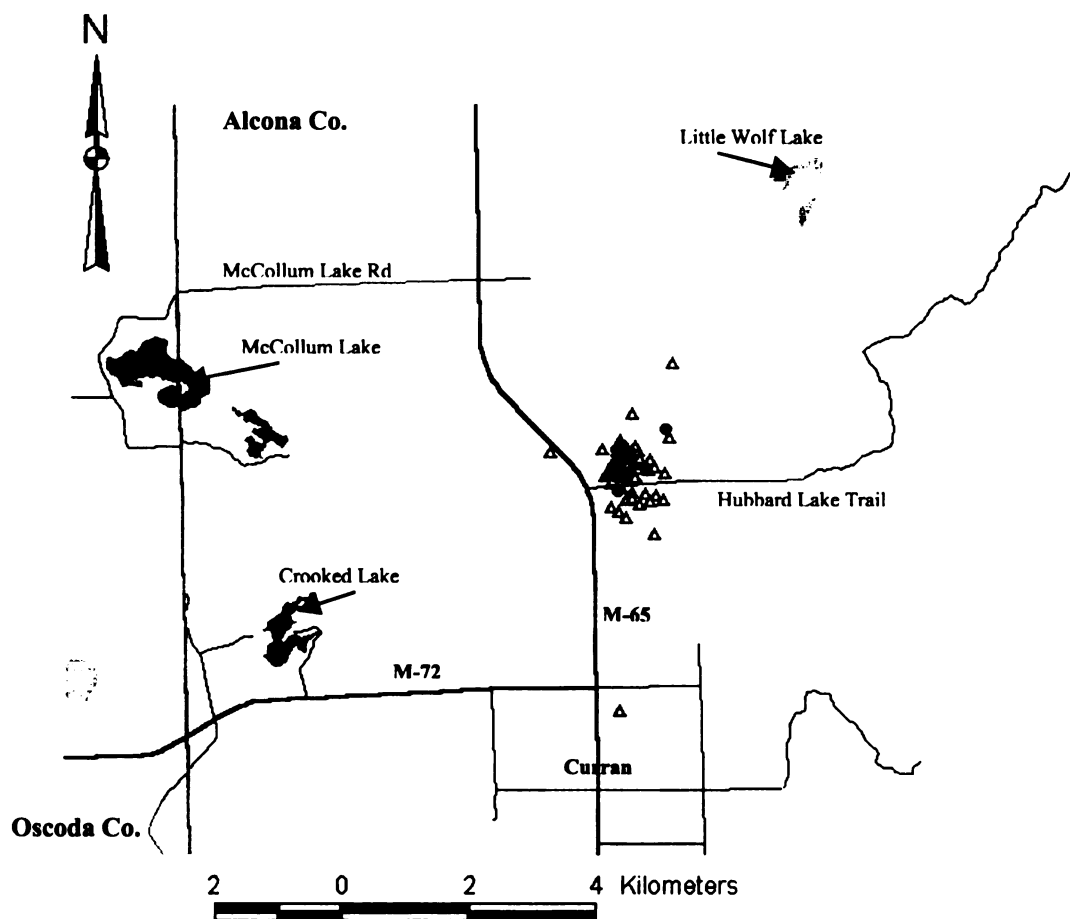 N
Alcona Co.
Little Wolf Lake
McCollum Lake Rd
McCollum Lake
Hubbard Lake Trail
Crooked Lake
M-65
M-72
Curran
Oscoda Co.
2 0 2 4 Kilometers